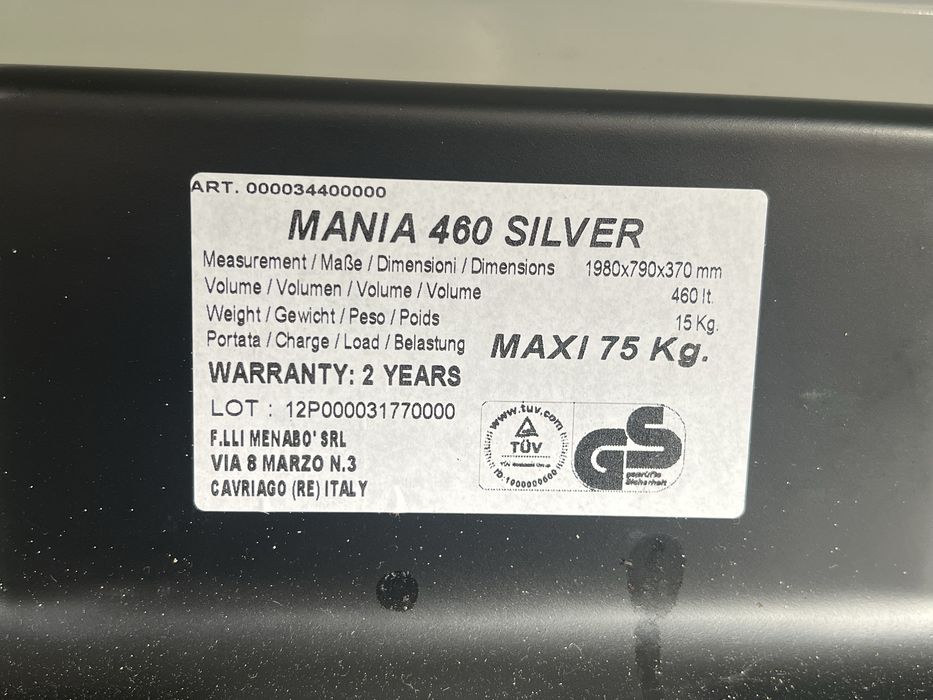 ART. 000034400000
MANIA 460 SILVER
Measurement / Maße / Dimensioni / Dimensions 1980x790x370 mm
Volume / Volumen / Volume / Volume 460 lt.
Weight / Gewicht / Peso / Poids 15 Kg.
Portata / Charge / Load / Belastung MAXI 75 Kg.
WARRANTY: 2 YEARS
LOT : 12P000031770000
F.LLI MENABO' SRL
VIA 8 MARZO N.3
CAVRIAGO (RE) ITALY
www.tuv.com
TÜV
GS
geprüfte
Sicherheit